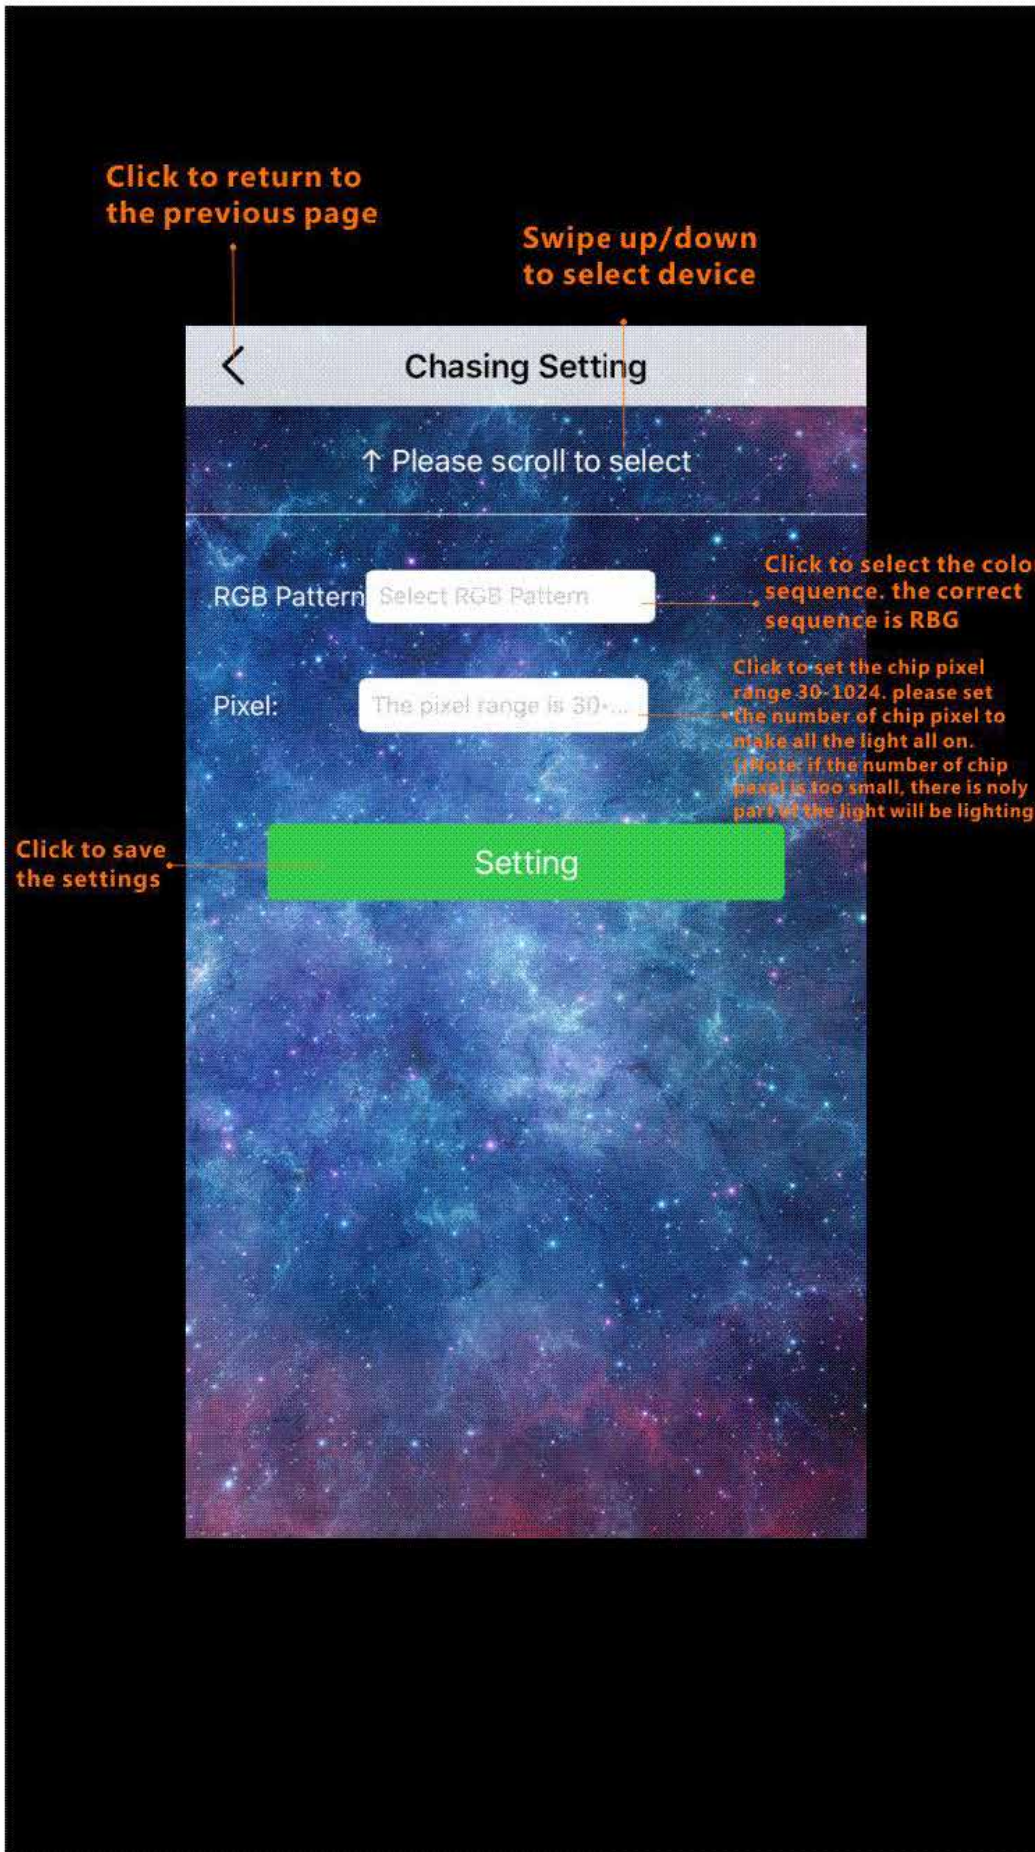 Click to return to
the previous page
Swipe up/down
to select device
Chasing Setting
↑ Please scroll to select
RGB Pattern
Select RGB Pattern
Click to select the colo
sequence. the correct
sequence is RBG
Pixel:
The pixel range is 30-...
Click to set the chip pixel
range 30-1024. please set
the number of chip pixel to
make all the light all on.
Note: if the number of chip
is too small, there is noly
part of the light will be lighting
Click to save
the settings
Setting